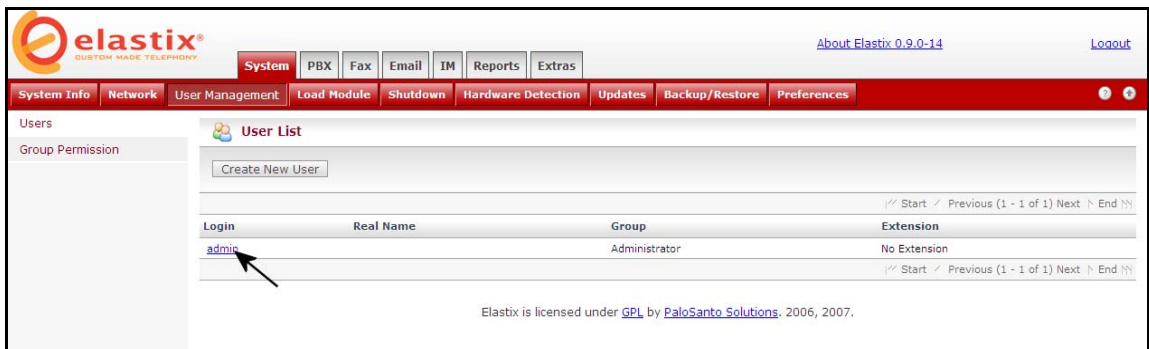 elastix®
CUSTOM MADE TELEPHONY
About Elastix 0.9.0-14
Logout
System PBX Fax Email IM Reports Extras
System Info Network User Management Load Module Shutdown Hardware Detection Updates Backup/Restore Preferences
Users
Group Permission
User List
Create New User
Start Previous (1 - 1 of 1) Next End
Login Real Name Group Extension
admin Administrator No Extension
Start Previous (1 - 1 of 1) Next End
Elastix is licensed under GPL by PaloSanto Solutions. 2006, 2007.